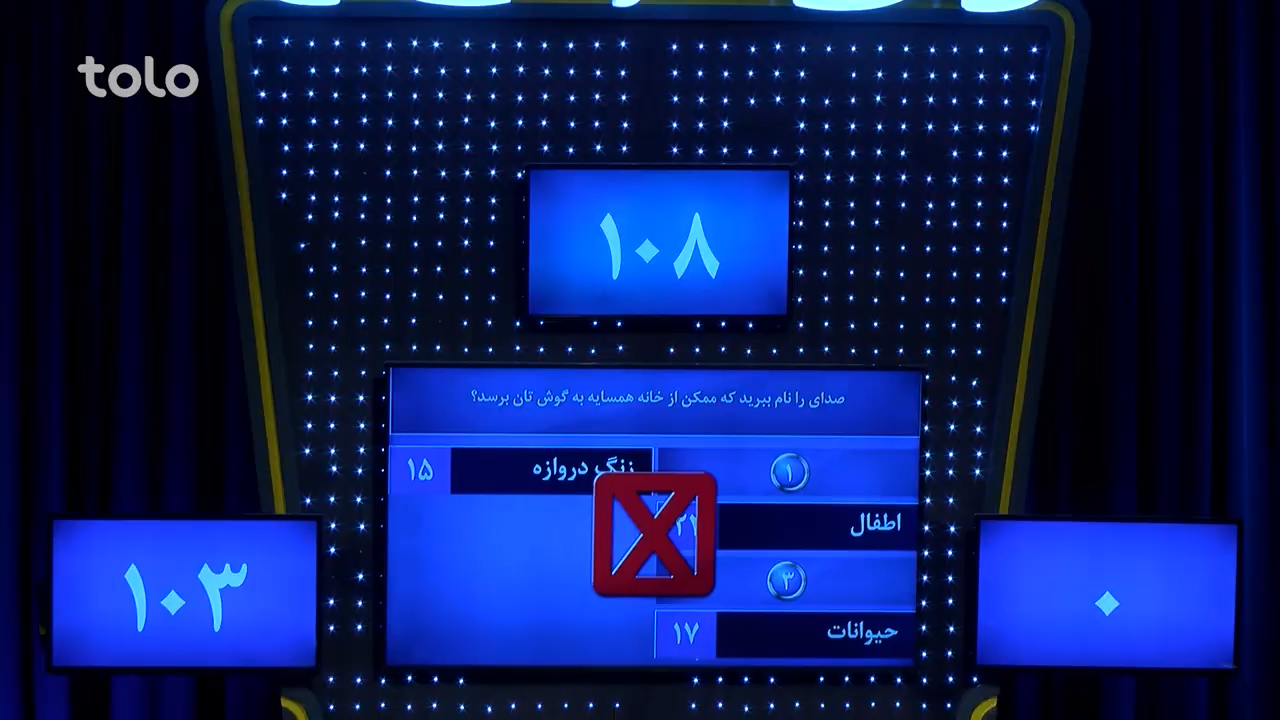 tolo
۱۰۸
صدای را نام ببرید که ممکن از خانه همسایه به گوش تان برسد؟
۱
زنگ دروازه ۱۵
اطفال
۳
حیوانات ۱۷
۰
۱۰۳
X